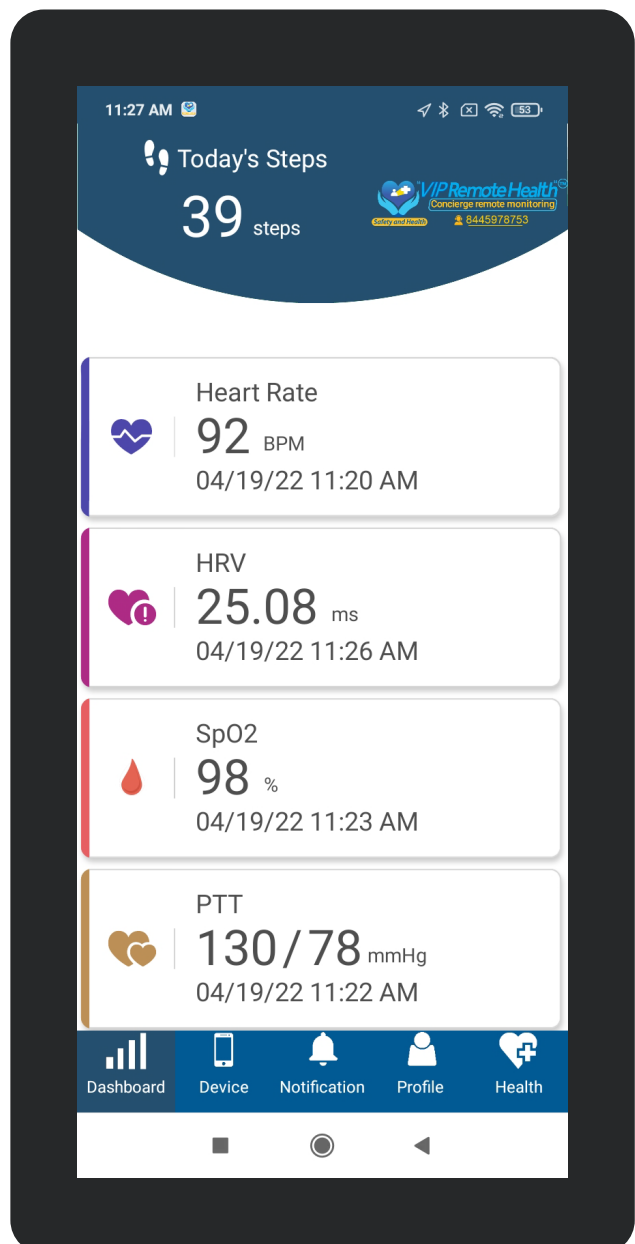 11:27 AM
53
Today's Steps
39 steps
VIP Remote Health
Concierge remote monitoring
Safety and Health
8445978753
Heart Rate
92 BPM
04/19/22 11:20 AM
HRV
25.08 ms
04/19/22 11:26 AM
SpO2
98 %
04/19/22 11:23 AM
PTT
130/78 mmHg
04/19/22 11:22 AM
Dashboard Device Notification Profile Health